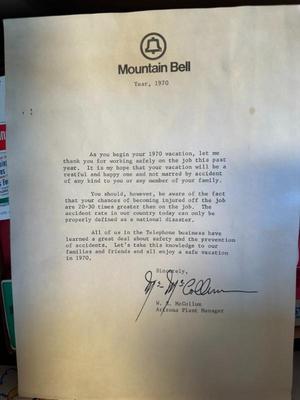 Mountain Bell
Year, 1970
As you begin your 1970 vacation, let me
thank you for working safely on the job this past
year. It is my hope that your vacation will be a
restful and happy one and not marred by accident
of any kind to you or any member of your family.
You should, however, be aware of the fact
that your chances of becoming injured off the job
are 20-30 times greater then on the job. The
accident rate in our country today can only be
properly defined as a national disaster.
All of us in the Telephone business have
learned a great deal about safety and the prevention
of accidents. Let's take this knowledge to our
families and friends and all enjoy a safe vacation
in 1970.
Sincerely,
McCollum
Arizona Plant Manager